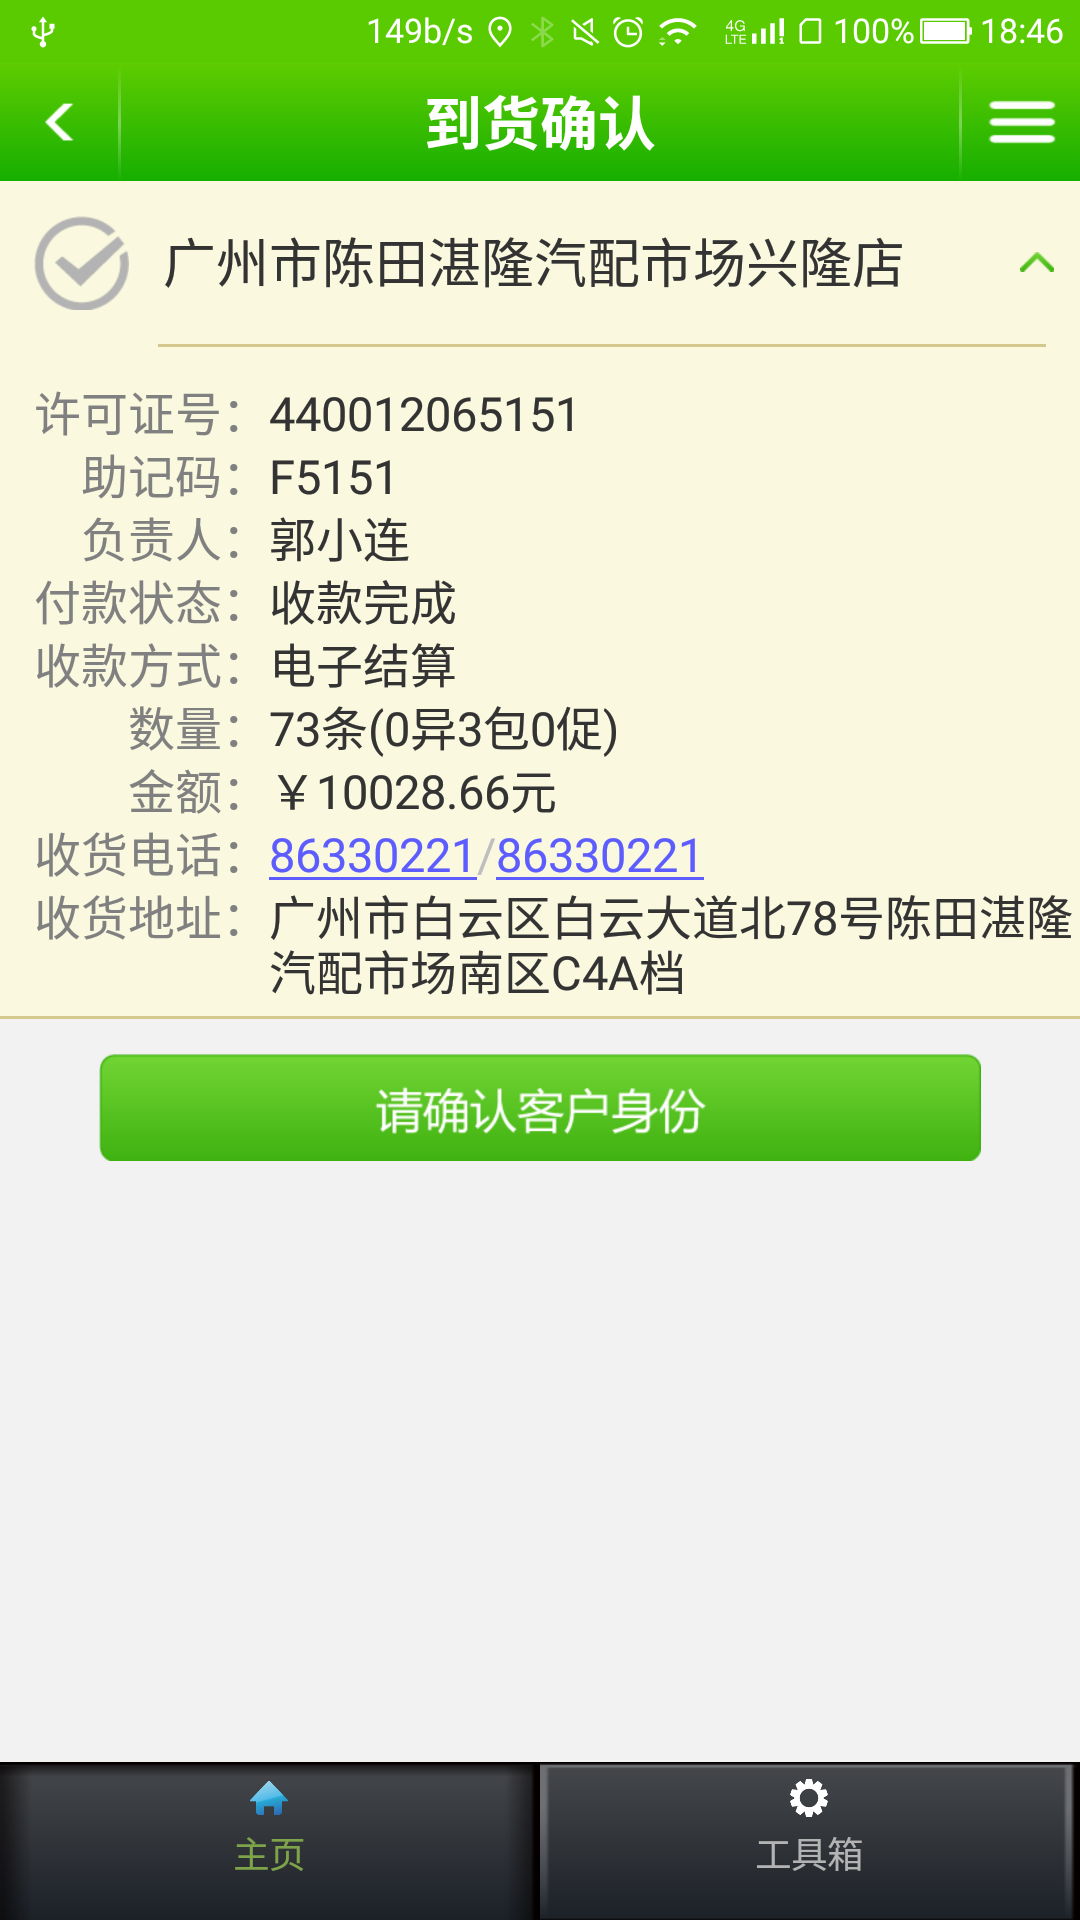 149b/s 4G LTE 1 100% 18:46
到货确认
广州市陈田湛隆汽配市场兴隆店
许可证号：440012065151
助记码：F5151
负责人：郭小连
付款状态：收款完成
收款方式：电子结算
数量：73条(0异3包0促)
金额：￥10028.66元
收货电话：86330221/86330221
收货地址：广州市白云区白云大道北78号陈田湛隆
汽配市场南区C4A档
请确认客户身份
主页 工具箱